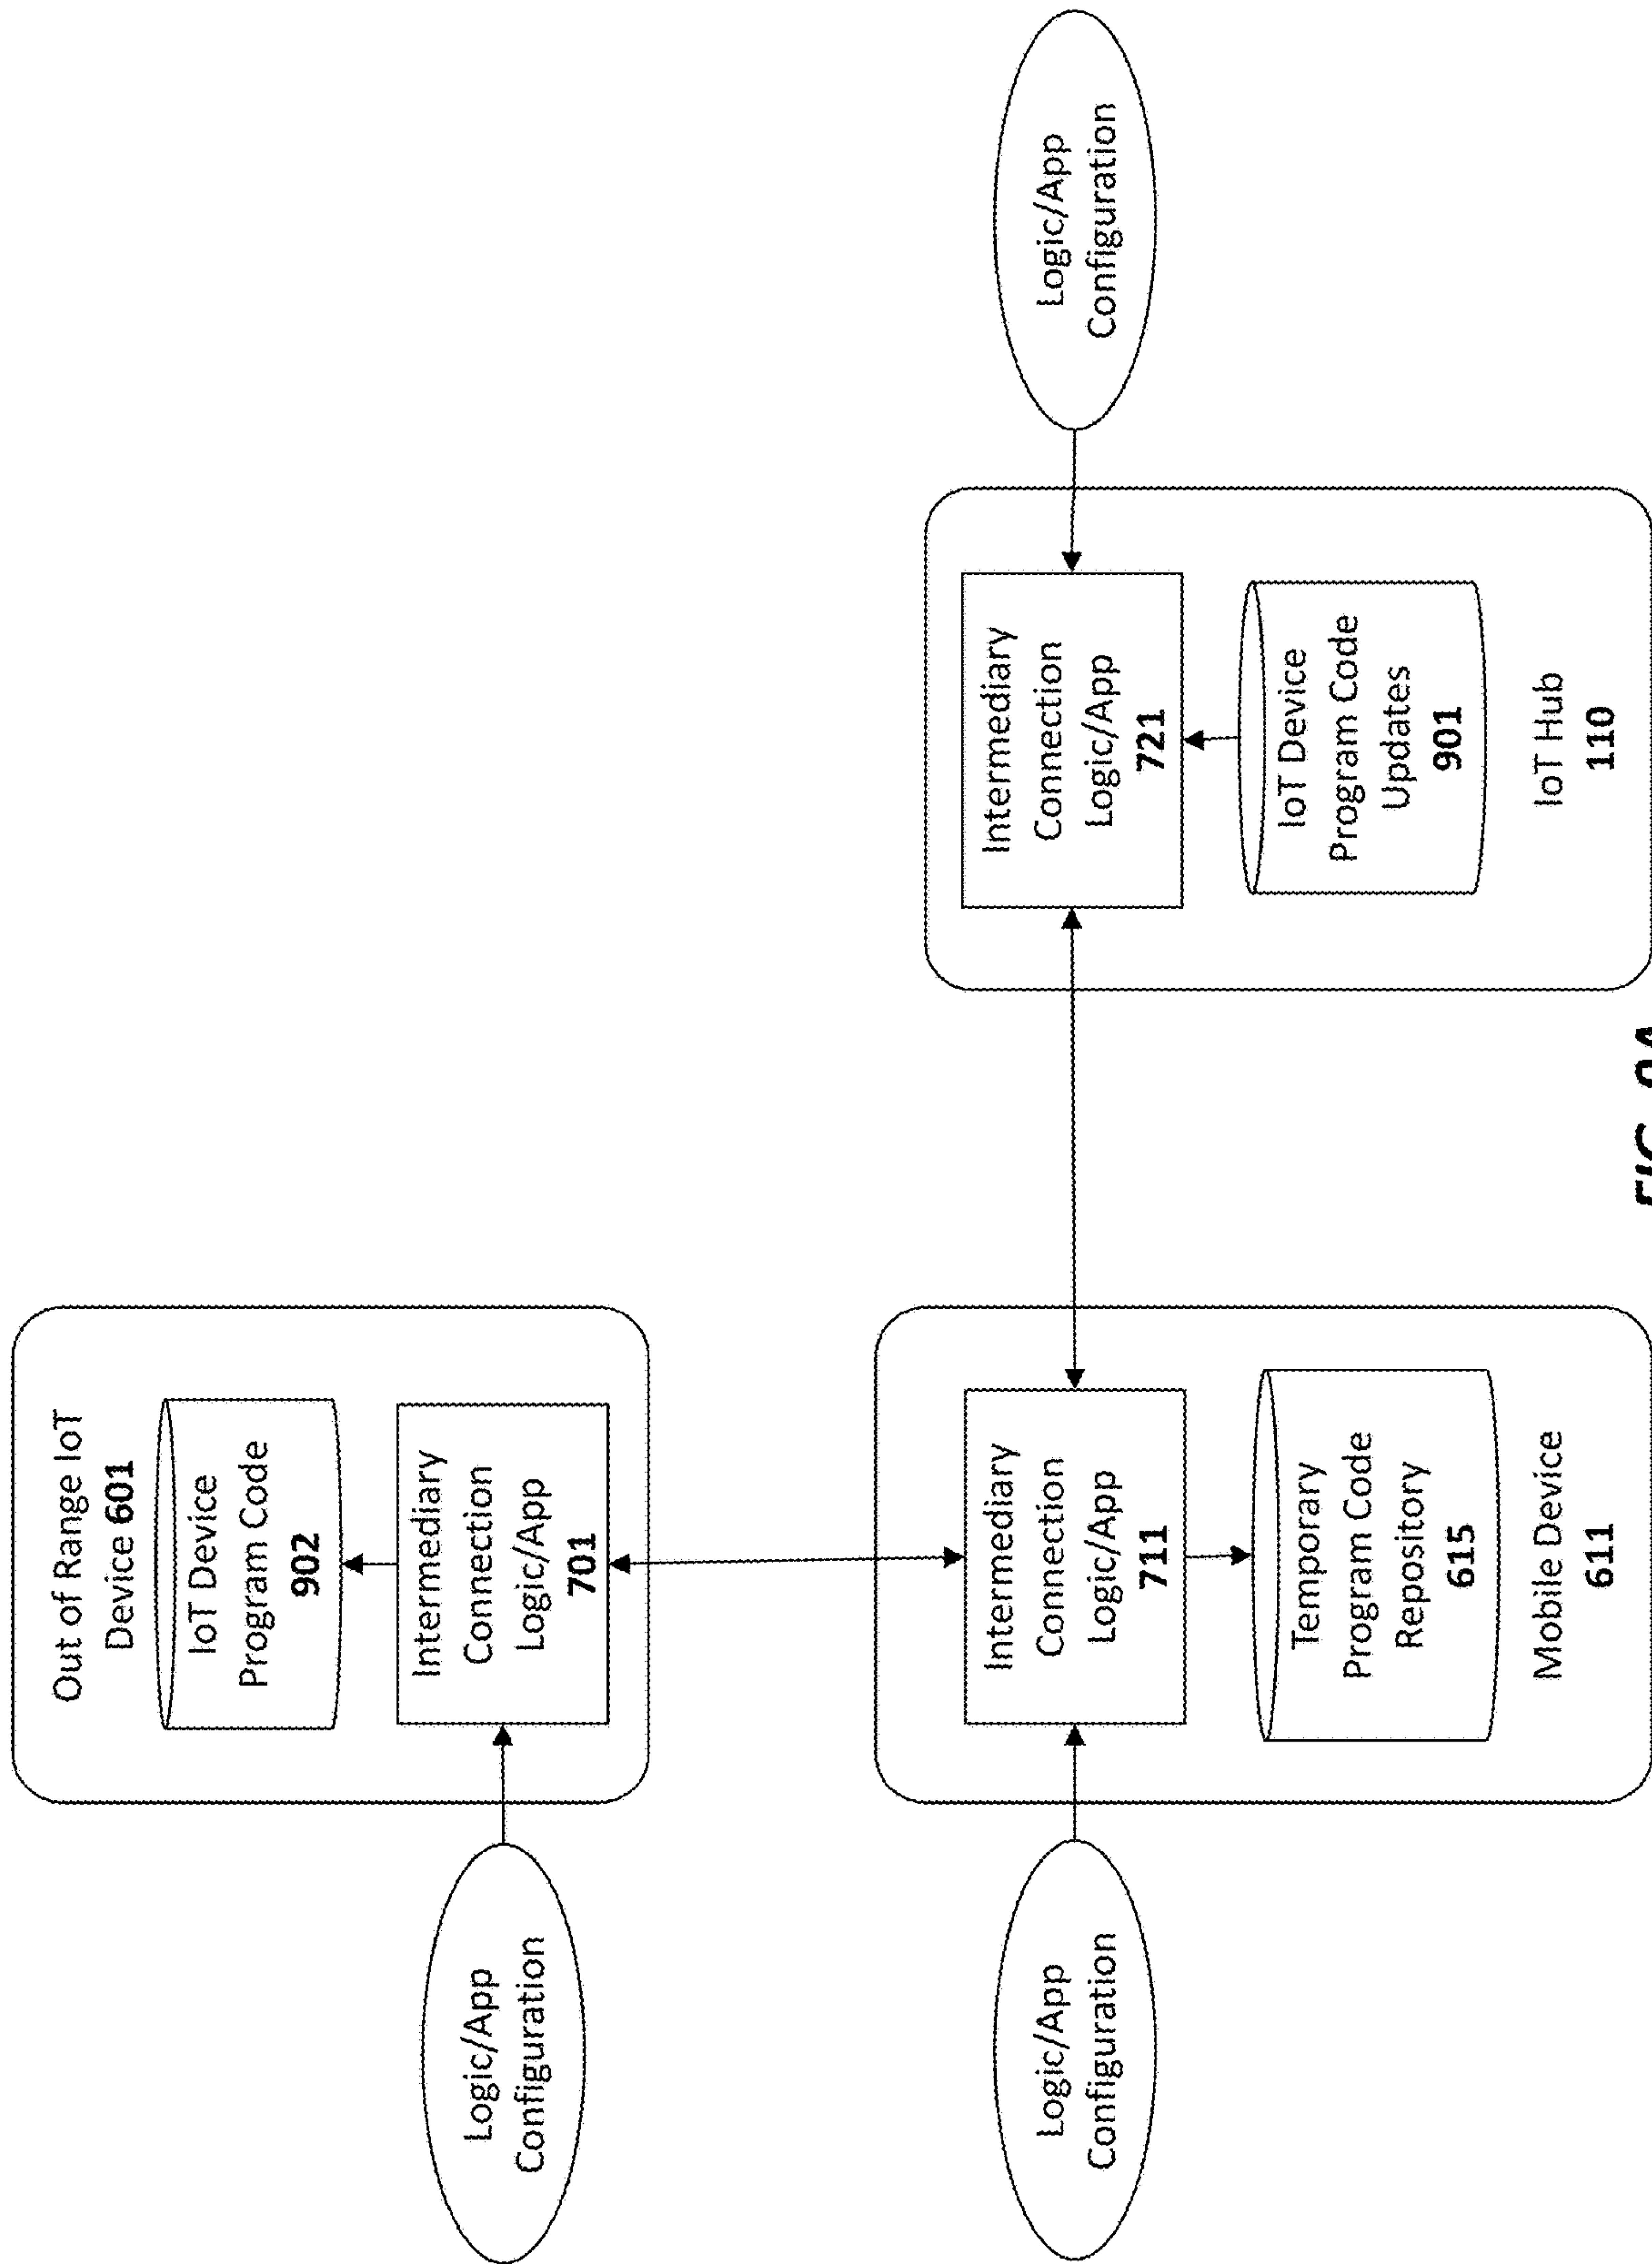 Out of Range IoT
Device 601
IoT Device
Program Code
902
Logic/App
Configuration
Intermediary
Connection
Logic/App
701
Logic/App
Configuration
Intermediary
Connection
Logic/App
711
Temporary
Program Code
Repository
615
Mobile Device
611
Intermediary
Connection
Logic/App
721
IoT Device
Program Code
Updates
901
IoT Hub
110
Logic/App
Configuration
FIG